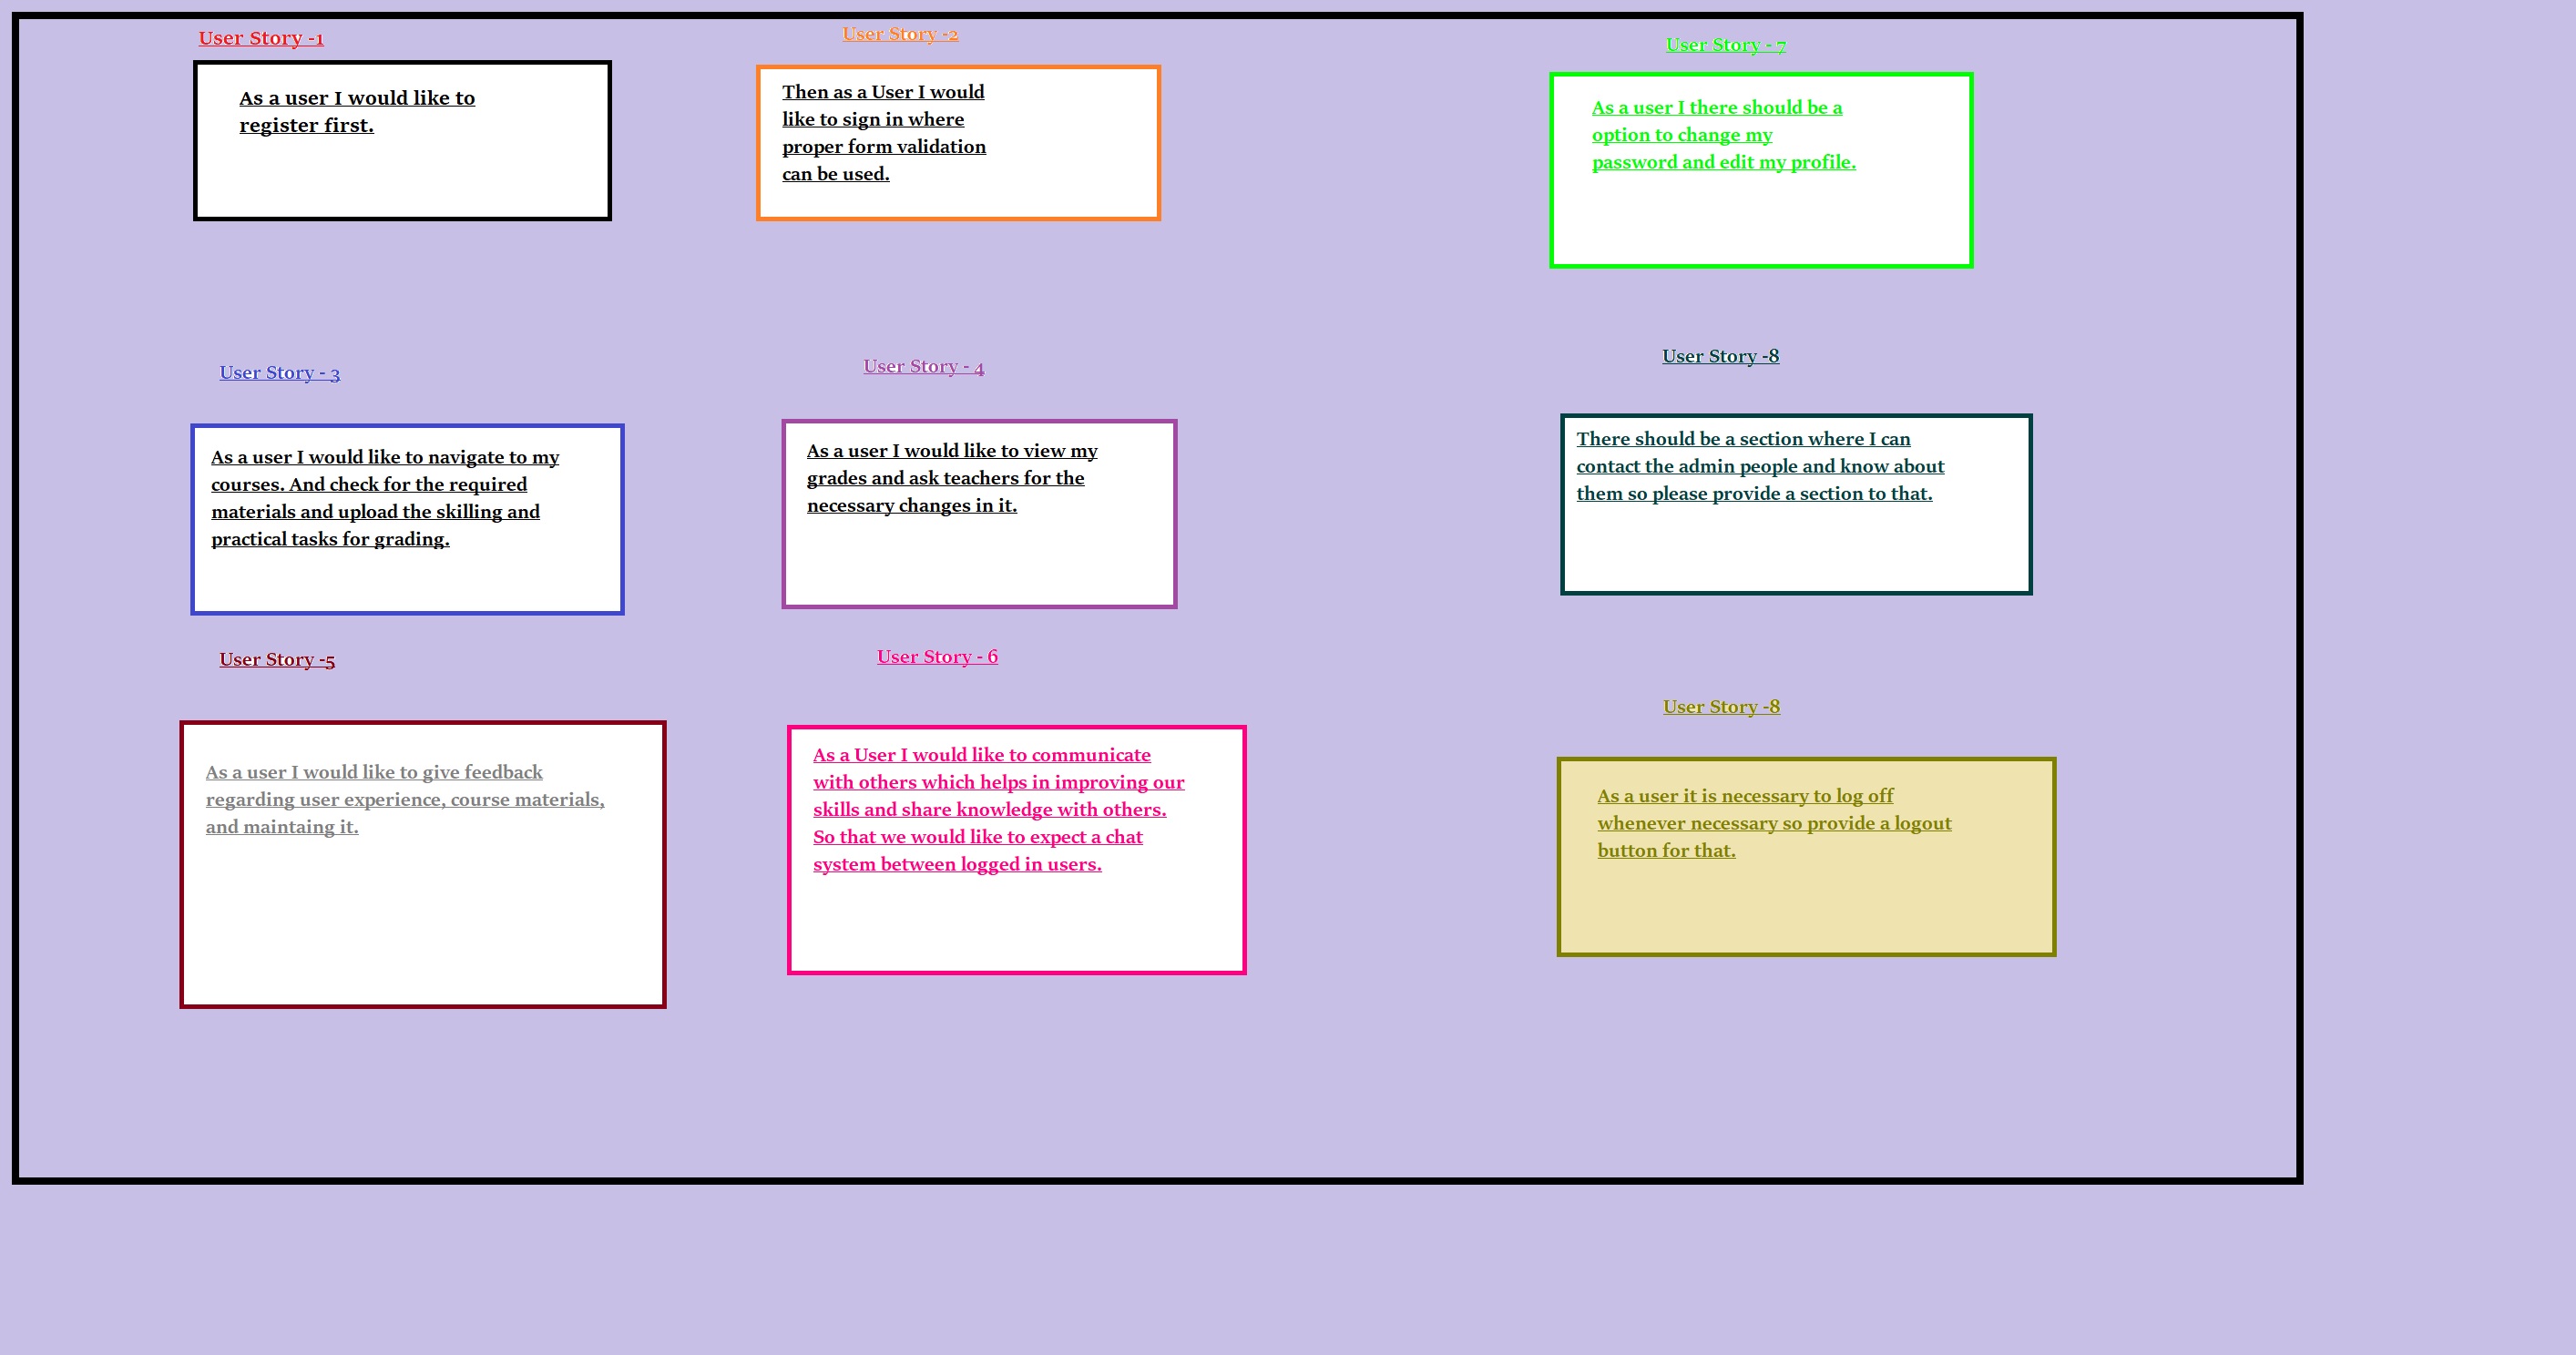 User Story -1
As a user I would like to
register first.
User Story -2
Then as a User I would
like to sign in where
proper form validation
can be used.
User Story - 7
As a user I there should be a
option to change my
password and edit my profile.
User Story - 3
As a user I would like to navigate to my
courses. And check for the required
materials and upload the skilling and
practical tasks for grading.
User Story - 4
As a user I would like to view my
grades and ask teachers for the
necessary changes in it.
User Story -8
There should be a section where I can
contact the admin people and know about
them so please provide a section to that.
User Story -5
As a user I would like to give feedback
regarding user experience, course materials,
and maintaing it.
User Story - 6
As a User I would like to communicate
with others which helps in improving our
skills and share knowledge with others.
So that we would like to expect a chat
system between logged in users.
User Story -8
As a user it is necessary to log off
whenever necessary so provide a logout
button for that.